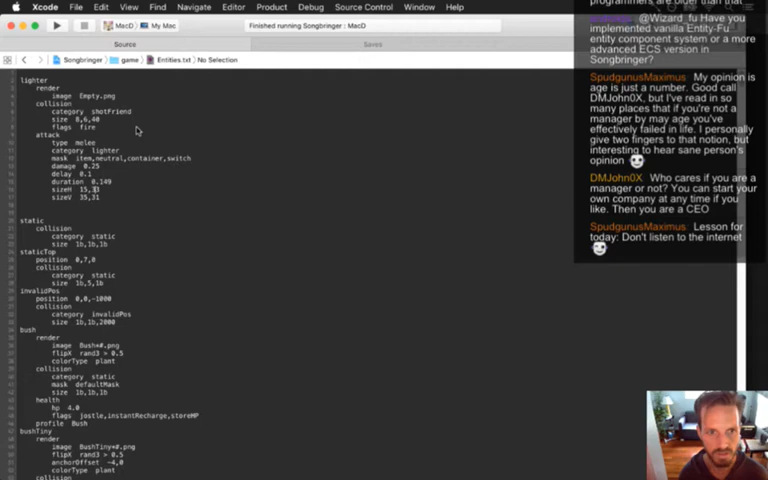 Xcode File Edit View Find Navigate Editor Product Debug Source Control Window Help
MacD My Mac
Finished running Songbringer : MacD
Source
Saves
Songbringer game Entities.txt No Selection
lighter
render
image Empty.png
collision
category shotFriend
size 8,6,40
flags fire
attack
type melee
category lighter
mask item,neutral,container,switch
damage 0.25
delay 0.1
duration 0.149
sizeH 15,31
sizeV 35,31
static
collision
category static
size 1b,1b,1b
staticTop
position 0,7,0
collision
category static
size 1b,5,1b
invalidPos
position 0,0,-1000
collision
category invalidPos
size 1b,1b,2000
bush
render
image Bush*#.png
flipX rand3 > 0.5
colorType plant
collision
category static
mask defaultMask
size 1b,1b,1b
health
hp 4.0
flags jostle,instantRecharge,storeHP
profile Bush
bushTiny
render
image BushTiny*#.png
flipX rand3 > 0.5
anchorOffset -4,0
colorType plant
collision
programmers are older than that
@Wizard_fu Have you
implemented vanilla Entity-Fu
entity component system or a more
advanced ECS version in
Songbringer?
SpudgunusMaximus My opinion is
age is just a number. Good call
DMJohn0X, but I've read in so
many places that if you're not a
manager by may age you've
effectively failed in life. I personally
give two fingers to that notion, but
interesting to hear sane person's
opinion
DMJohn0X Who cares if you are a
manager or not? You can start your
own company at any time if you
like. Then you are a CEO
SpudgunusMaximus Lesson for
today: Don't listen to the internet